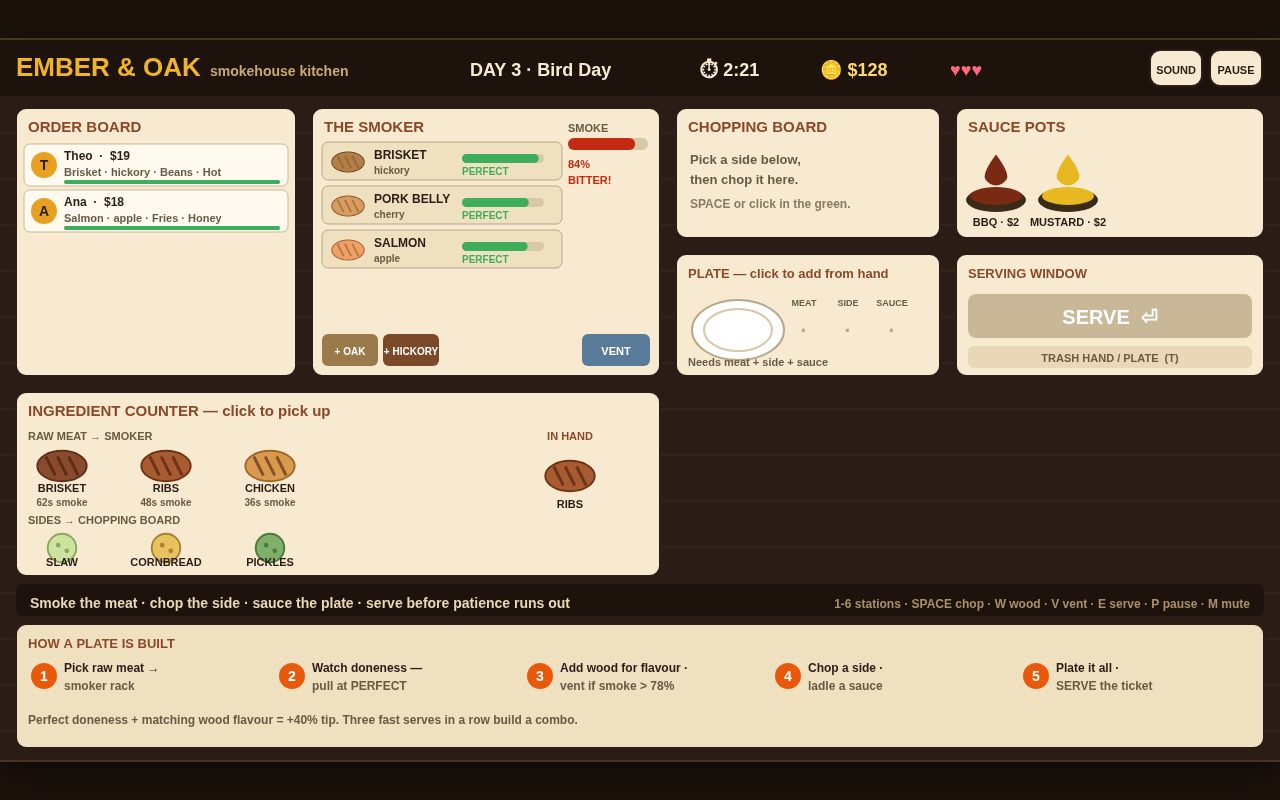 EMBER & OAK smokehouse kitchen
DAY 3 · Bird Day
⏱ 2:21
🪙 $128
♥♥♥
SOUND
PAUSE
ORDER BOARD
T
Theo · $19
Brisket · hickory · Beans · Hot
A
Ana · $18
Salmon · apple · Fries · Honey
THE SMOKER
SMOKE
84%
BITTER!
BRISKET
hickory
PERFECT
PORK BELLY
cherry
PERFECT
SALMON
apple
PERFECT
+ OAK
+ HICKORY
VENT
CHOPPING BOARD
Pick a side below,
then chop it here.
SPACE or click in the green.
SAUCE POTS
BBQ · $2
MUSTARD · $2
PLATE — click to add from hand
MEAT SIDE SAUCE
· · ·
Needs meat + side + sauce
SERVING WINDOW
SERVE ⏎
TRASH HAND / PLATE (T)
INGREDIENT COUNTER — click to pick up
RAW MEAT → SMOKER
BRISKET
62s smoke
RIBS
48s smoke
CHICKEN
36s smoke
IN HAND
RIBS
SIDES → CHOPPING BOARD
SLAW
CORNBREAD
PICKLES
Smoke the meat · chop the side · sauce the plate · serve before patience runs out
1-6 stations · SPACE chop · W wood · V vent · E serve · P pause · M mute
HOW A PLATE IS BUILT
1
Pick raw meat →
smoker rack
2
Watch doneness —
pull at PERFECT
3
Add wood for flavour ·
vent if smoke > 78%
4
Chop a side ·
ladle a sauce
5
Plate it all ·
SERVE the ticket
Perfect doneness + matching wood flavour = +40% tip. Three fast serves in a row build a combo.